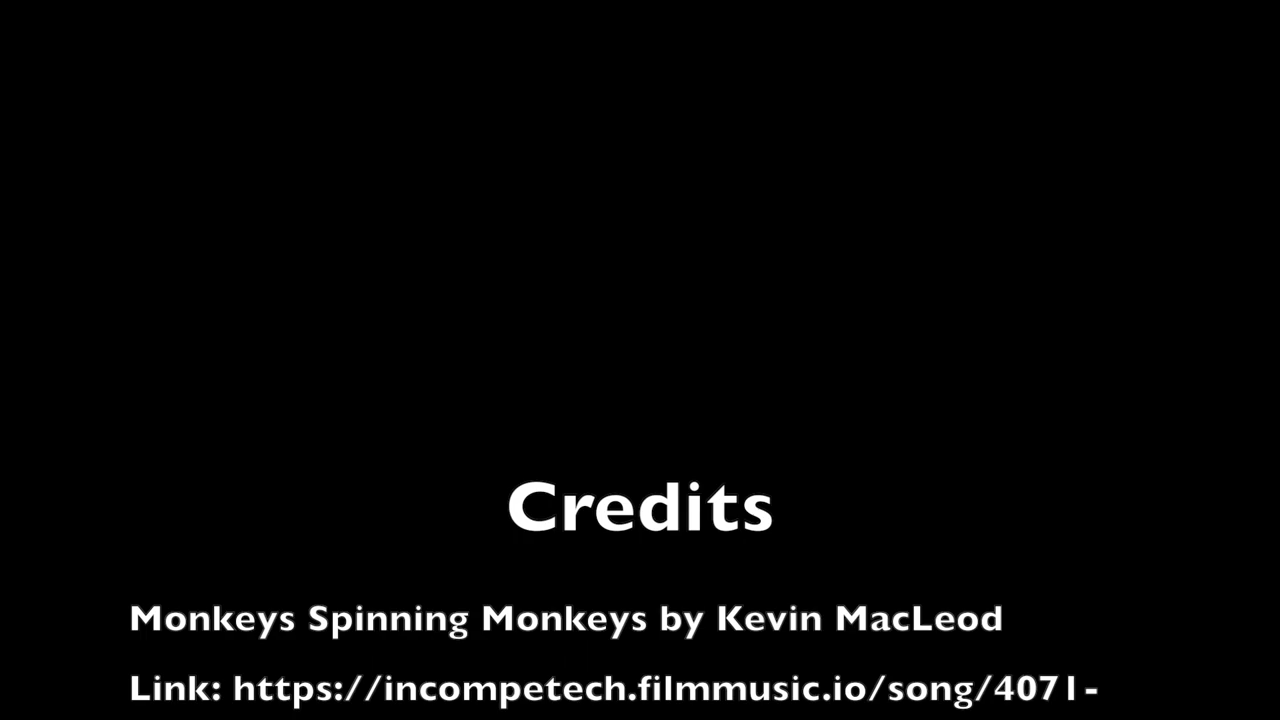 Credits
Monkeys Spinning Monkeys by Kevin MacLeod
Link: https://incompetech.filmmusic.io/song/4071-